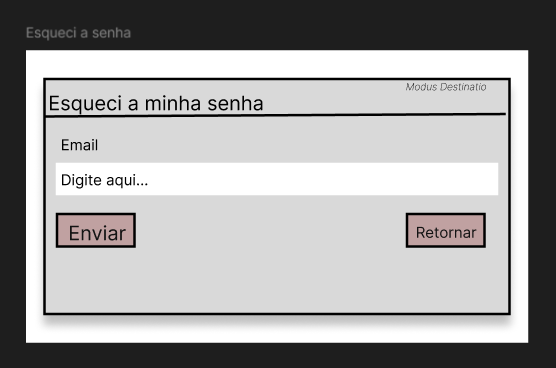 Esqueci a senha
Modus Destinatio
Esqueci a minha senha
Email
Digite aqui...
Enviar
Retornar